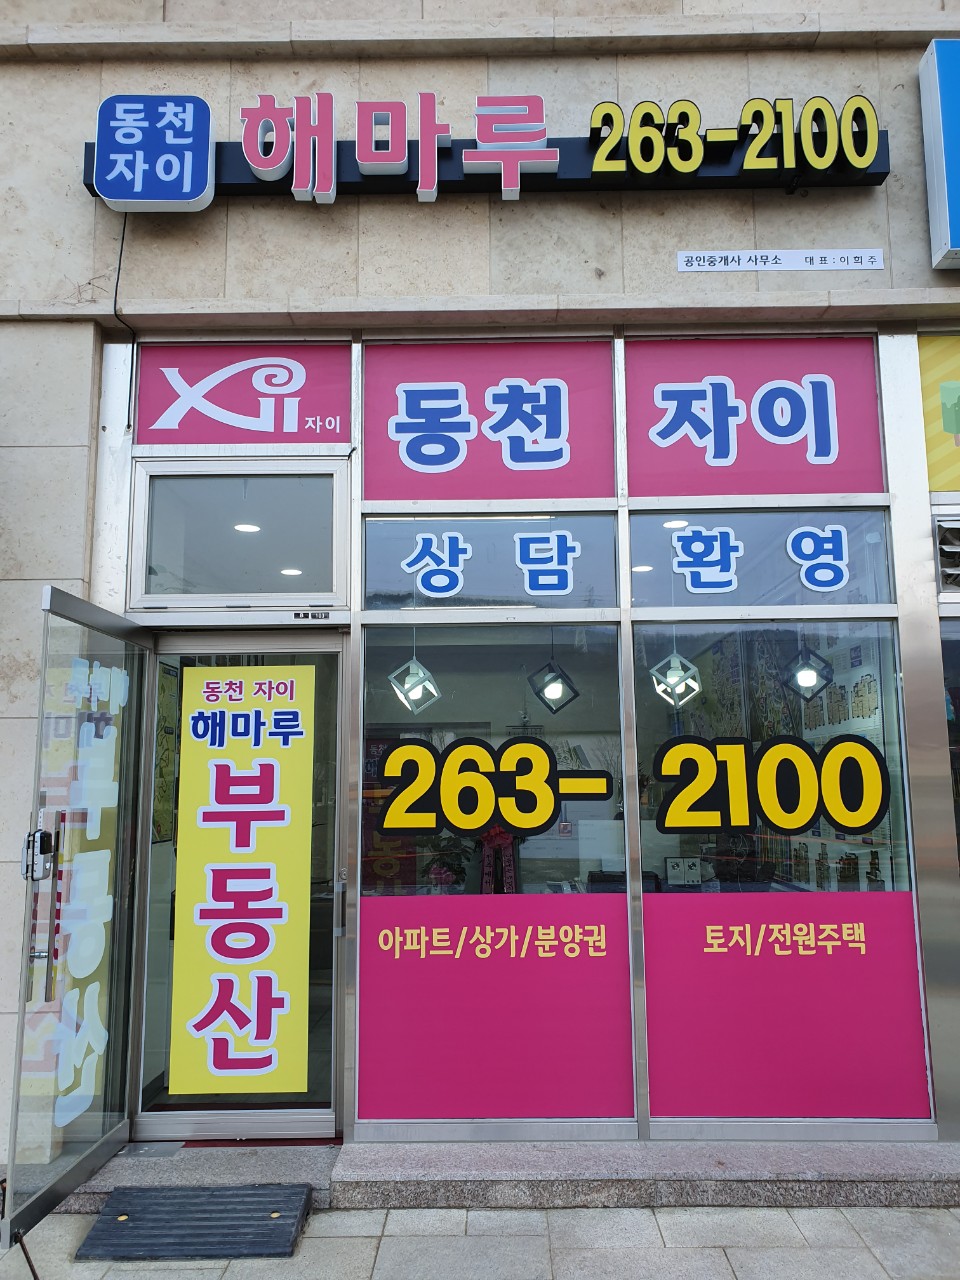 동천
자이
해마루 263-2100
공인중개사 사무소 대표:이희주
Xii 자이
동천 자이
상담 환영
동천 자이
해마루
부동산
263-2100
아파트/상가/분양권
토지/전원주택